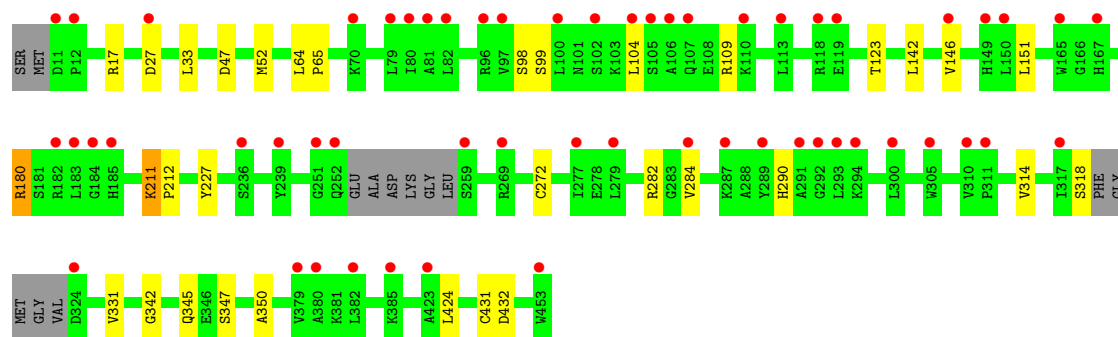 SER MET D11 P12 R17 D27 L33 D47 M52 L64 P65 K70 L79 I80 A81 L82 R96 V97 S98 S99 L100 N101 S102 K103 L104 S105 A106 Q107 E108 R109 K110 L113 R118 E119 T123 L142 V146 H149 L150 L151 W165 G166 H167
R180 S181 R182 L183 G184 H185 K211 P212 Y227 S236 Y239 G251 Q252 GLU ALA ASP LYS GLY LEU S259 R269 C272 I277 E278 L279 R282 G283 V284 K287 A288 Y289 H290 A291 G292 L293 K294 L300 W305 V310 P311 V314 I317 S318 PHE GLY
MET GLY VAL D324 V331 G342 Q345 E346 S347 A350 V379 A380 K381 L382 K385 A423 L424 C431 D432 W453